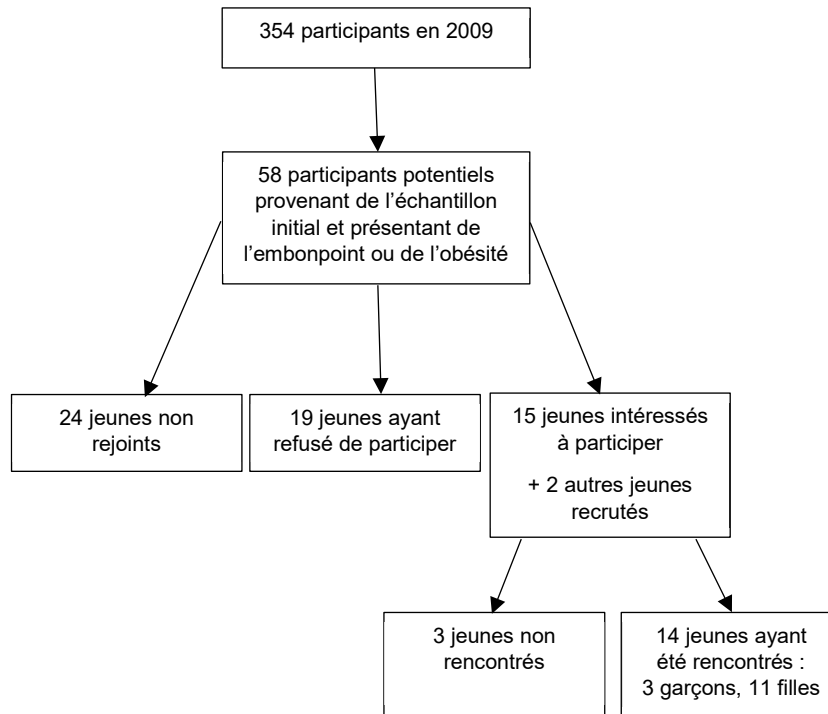 354 participants en 2009
58 participants potentiels
provenant de l'échantillon
initial et présentant de
l'embonpoint ou de l'obésité
24 jeunes non
rejoints
19 jeunes ayant
refusé de participer
15 jeunes intéressés
à participer
+ 2 autres jeunes
recrutés
3 jeunes non
rencontrés
14 jeunes ayant
été rencontrés :
3 garçons, 11 filles